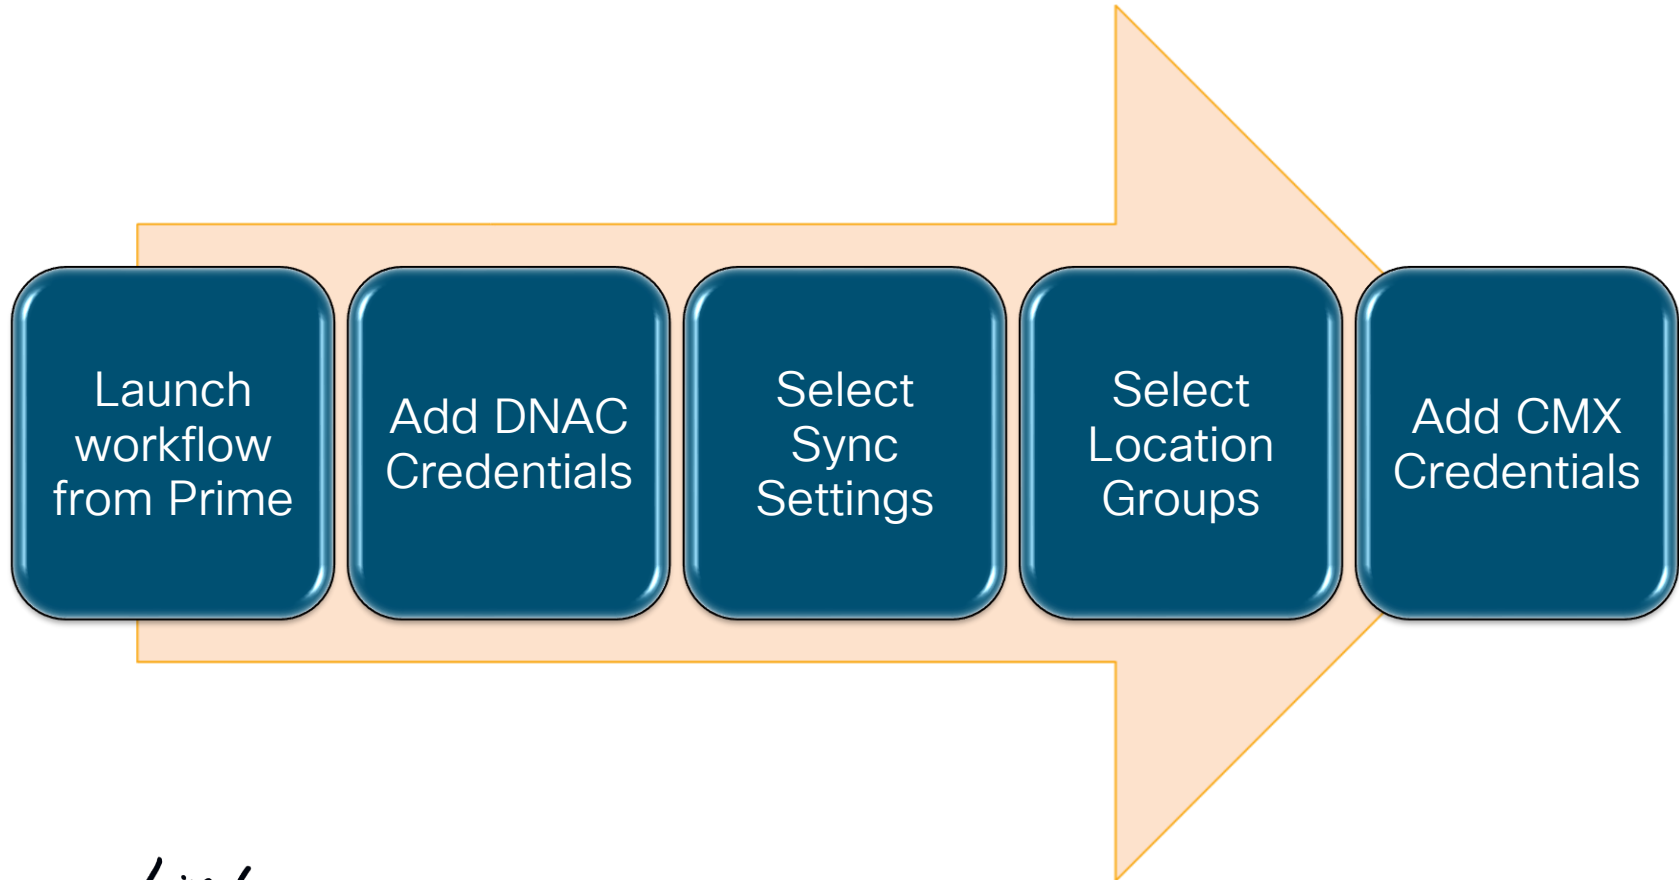 Launch
workflow
from Prime
Add DNAC
Credentials
Select
Sync
Settings
Select
Location
Groups
Add CMX
Credentials